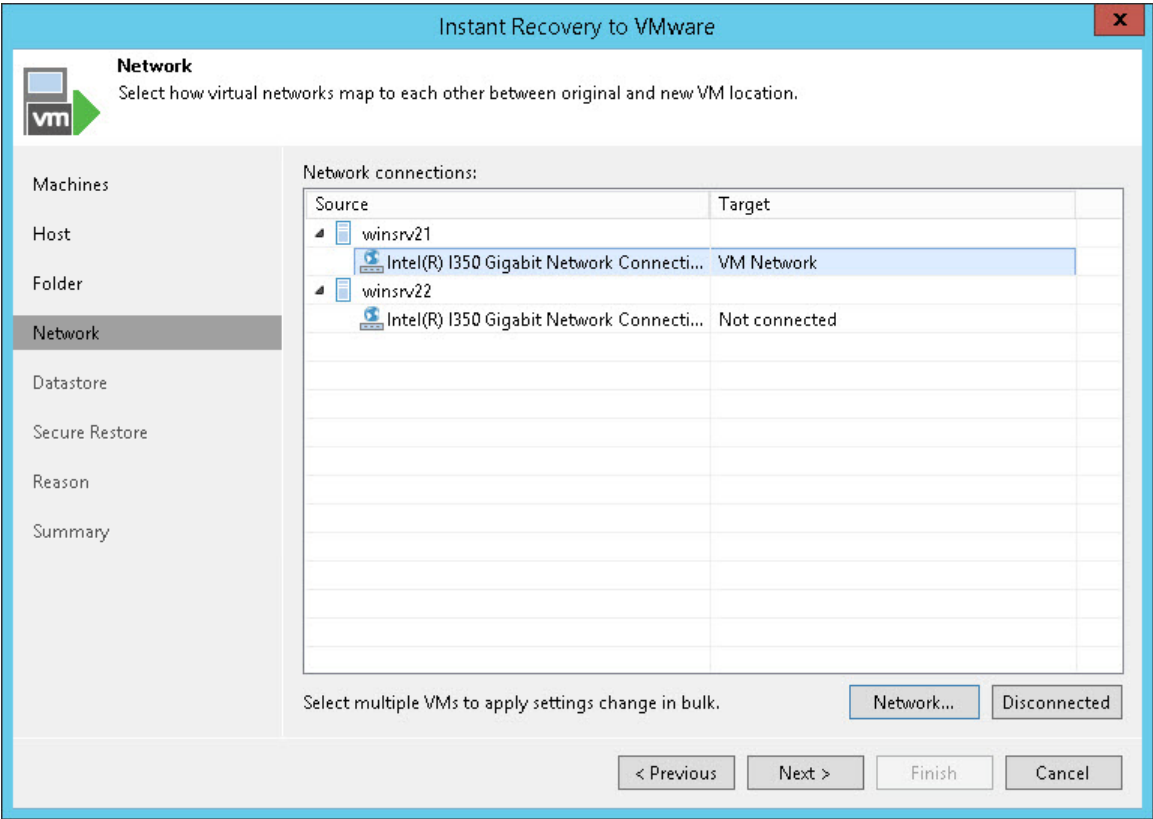 Instant Recovery to VMware
x
Network
Select how virtual networks map to each other between original and new VM location.
vm
Machines
Host
Folder
Network
Datastore
Secure Restore
Reason
Summary
Network connections:
Source Target
winsrv21
Intel(R) I350 Gigabit Network Connecti... VM Network
winsrv22
Intel(R) I350 Gigabit Network Connecti... Not connected
Select multiple VMs to apply settings change in bulk. Network... Disconnected
< Previous Next > Finish Cancel